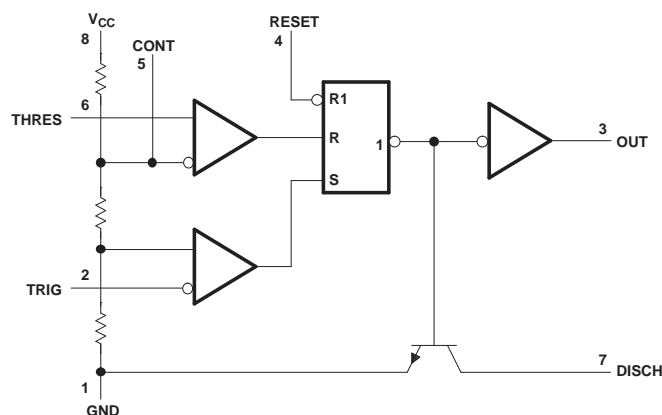 VCC
8
CONT
5
RESET
4
6
THRES
R1
R
1
S
3
OUT
2
TRIG
7
DISCH
1
GND